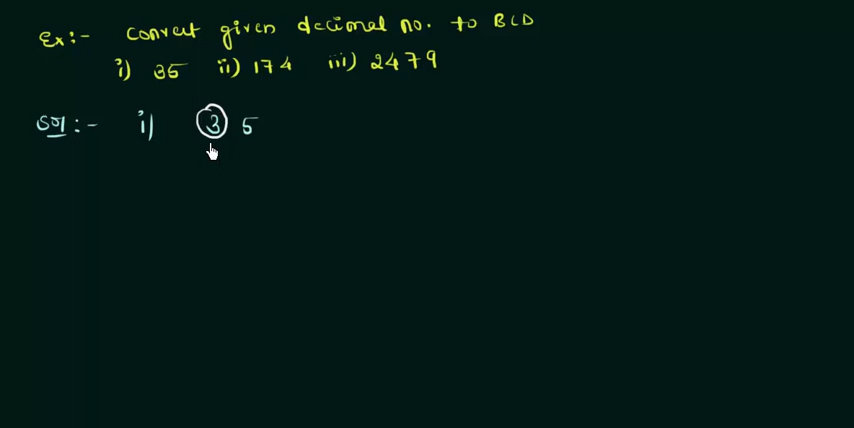 Ex:- convert given decimal no. to BCD
i) 35 ii) 174 iii) 2479
Sol:- i) 3 5